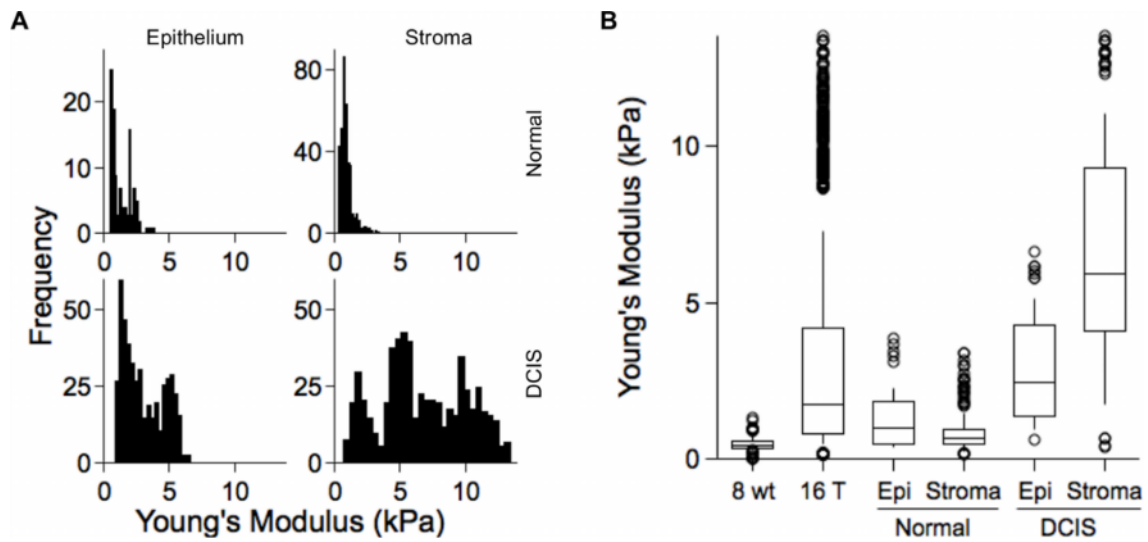 A
Epithelium
Stroma
Frequency
20
10
0
0 5 10
80
40
0
0 5 10
Normal
50
25
0
0 5 10
50
25
0
0 5 10
DCIS
Young's Modulus (kPa)
B
Young's Modulus (kPa)
10
5
0
8 wt 16 T Epi Stroma Epi Stroma
Normal DCIS